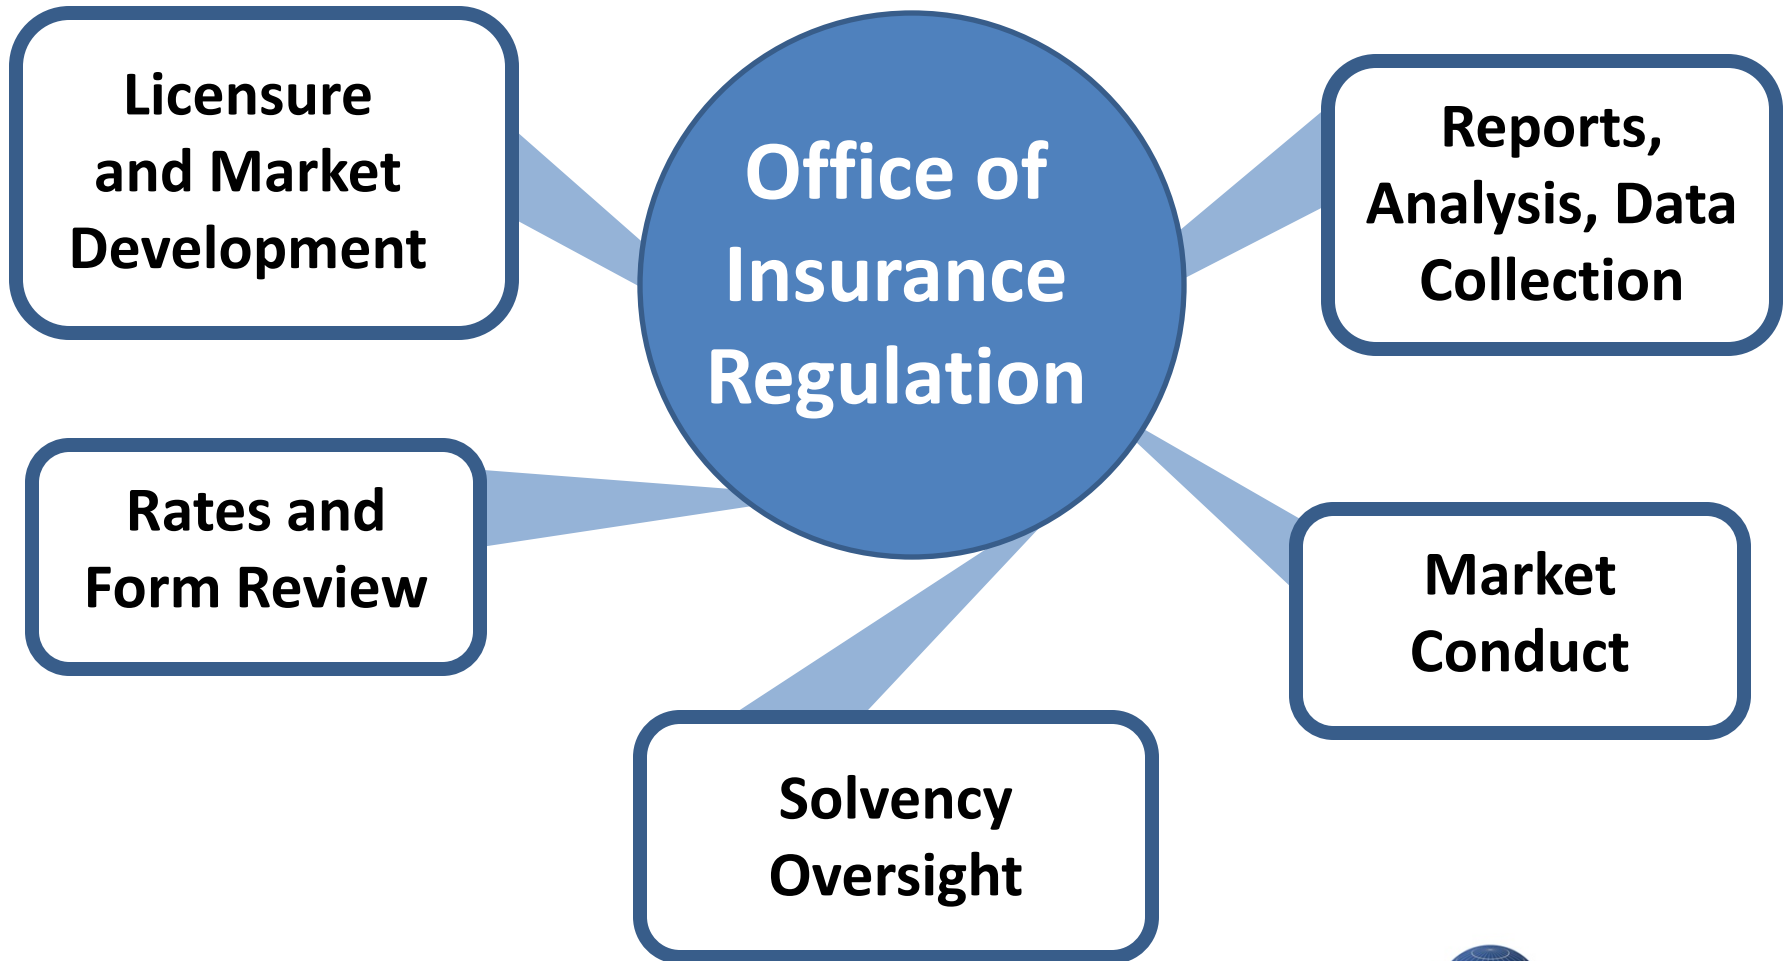 Licensure
and Market
Development
Office of
Insurance
Regulation
Reports,
Analysis, Data
Collection
Rates and
Form Review
Market
Conduct
Solvency
Oversight